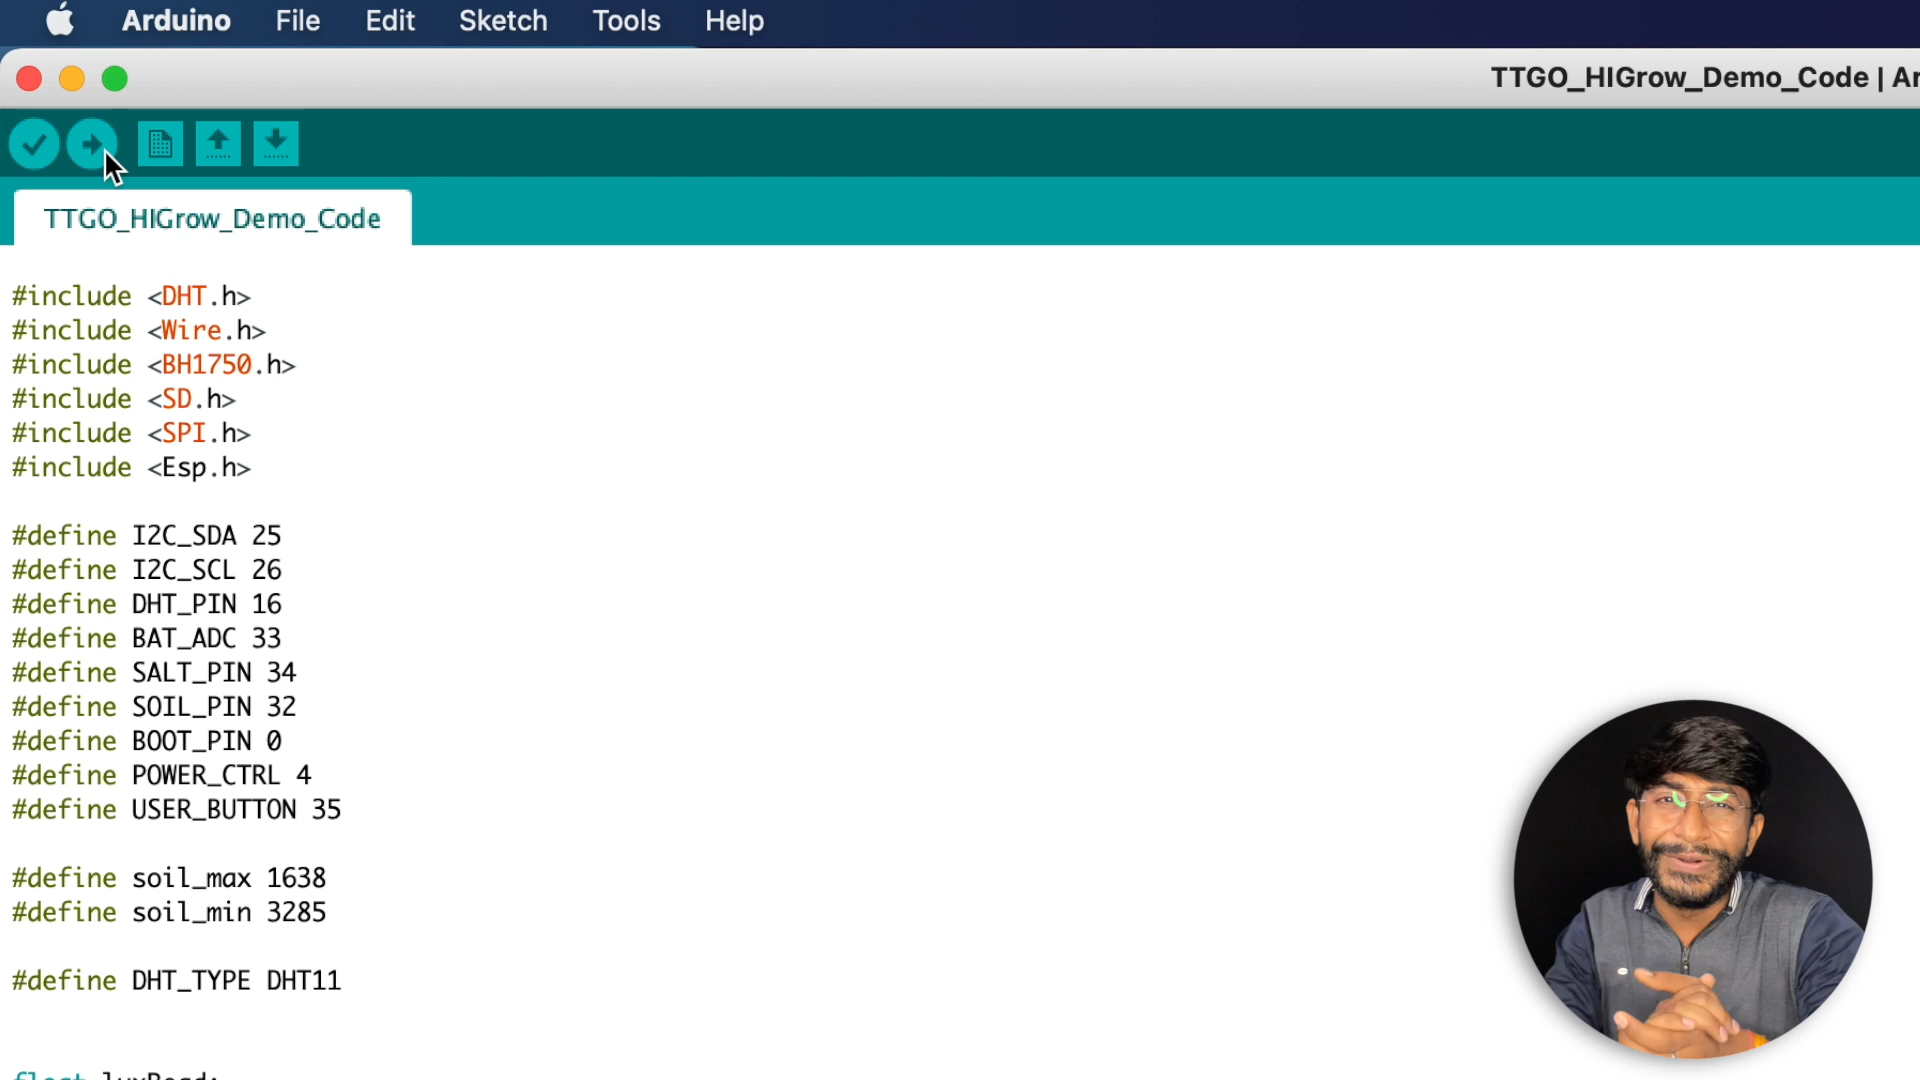 Arduino File Edit Sketch Tools Help
TTGO_HIGrow_Demo_Code | Ar
TTGO_HIGrow_Demo_Code
#include <DHT.h>
#include <Wire.h>
#include <BH1750.h>
#include <SD.h>
#include <SPI.h>
#include <Esp.h>
#define I2C_SDA 25
#define I2C_SCL 26
#define DHT_PIN 16
#define BAT_ADC 33
#define SALT_PIN 34
#define SOIL_PIN 32
#define BOOT_PIN 0
#define POWER_CTRL 4
#define USER_BUTTON 35
#define soil_max 1638
#define soil_min 3285
#define DHT_TYPE DHT11
float luxRead;